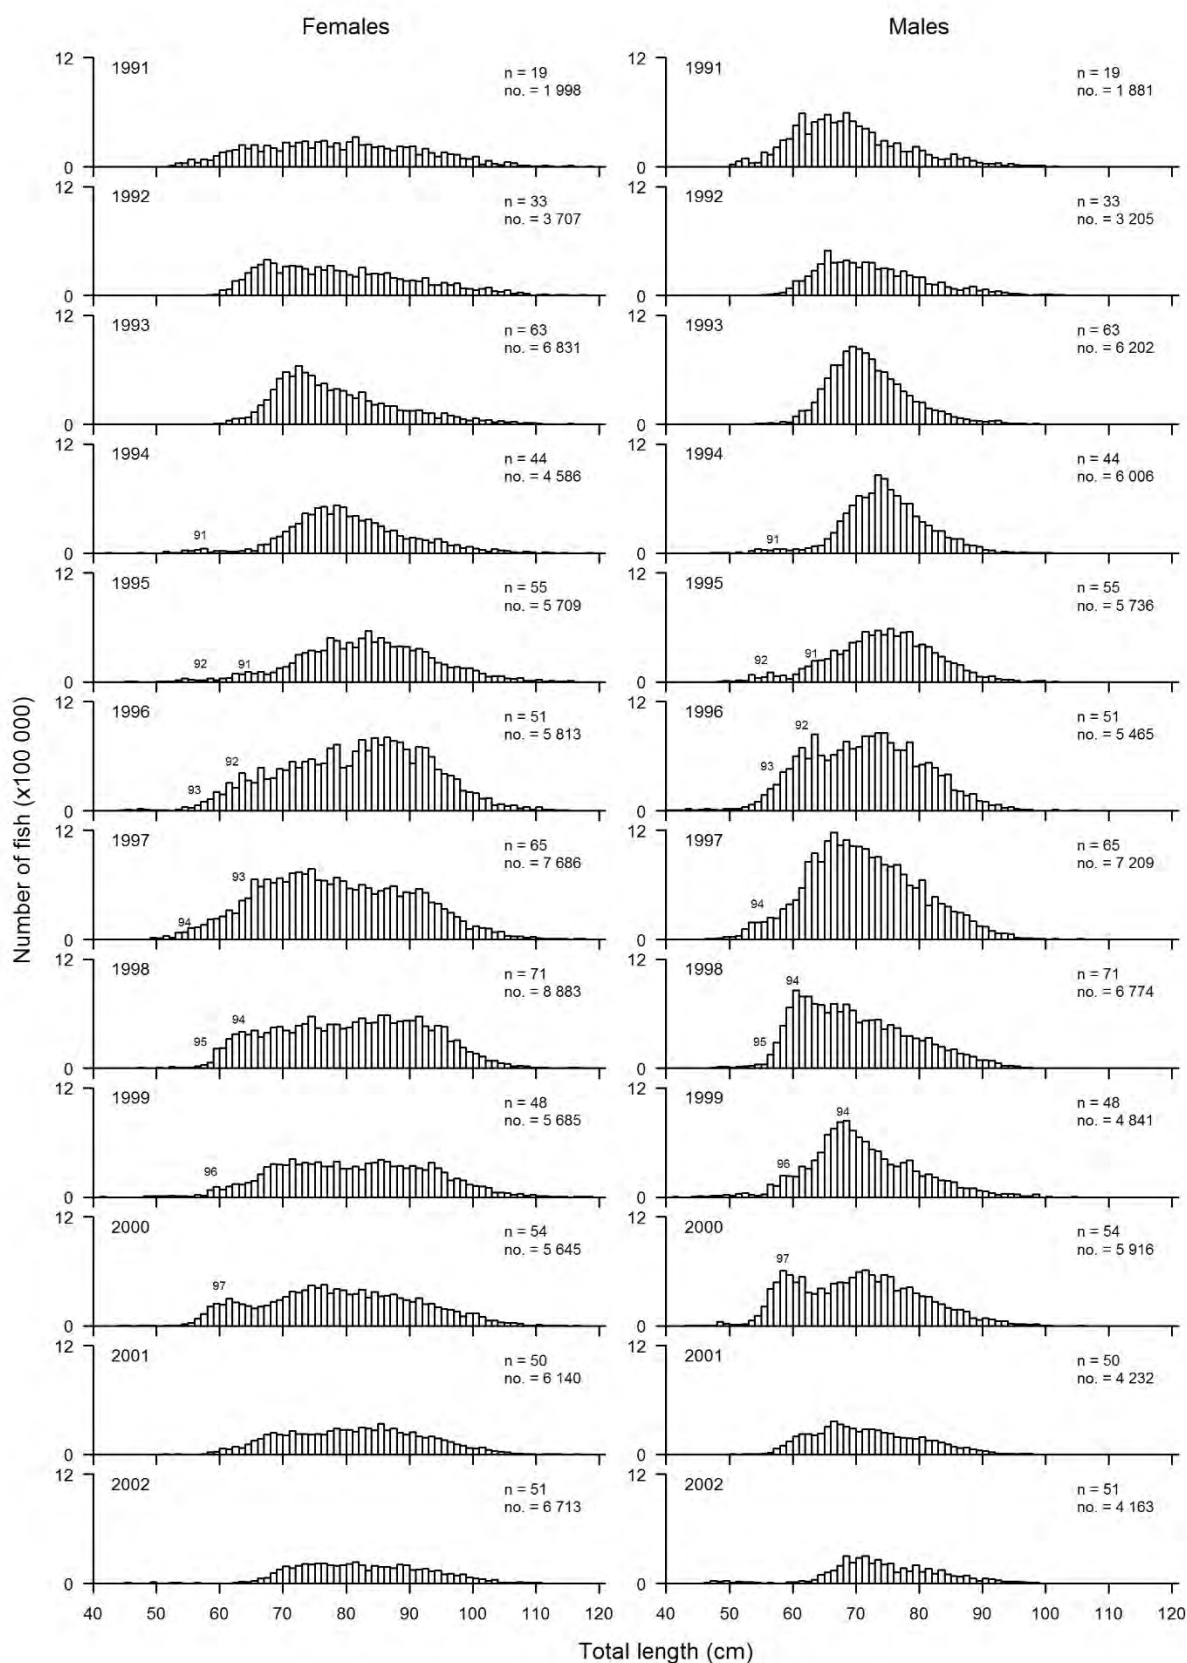 Females Males
12 1991 n = 19 12 1991 n = 19
no. = 1 998 no. = 1 881
0 0
12 1992 n = 33 12 1992 n = 33
no. = 3 707 no. = 3 205
0 0
12 1993 n = 63 12 1993 n = 63
no. = 6 831 no. = 6 202
0 0
12 1994 n = 44 12 1994 n = 44
no. = 4 586 no. = 6 006
91 91
0 0
12 1995 n = 55 12 1995 n = 55
no. = 5 709 no. = 5 736
92 91 92 91
0 0
12 1996 n = 51 12 1996 n = 51
no. = 5 813 no. = 5 465
93 92 93 92
0 0
12 1997 n = 65 12 1997 n = 65
no. = 7 686 no. = 7 209
94 93 94
0 0
12 1998 n = 71 12 1998 n = 71
no. = 8 883 no. = 6 774
95 94 95 94
0 0
12 1999 n = 48 12 1999 n = 48
no. = 5 685 no. = 4 841
96 96 94
0 0
12 2000 n = 54 12 2000 n = 54
no. = 5 645 no. = 5 916
97 97
0 0
12 2001 n = 50 12 2001 n = 50
no. = 6 140 no. = 4 232
0 0
12 2002 n = 51 12 2002 n = 51
no. = 6 713 no. = 4 163
0 0
40 50 60 70 80 90 100 110 120 40 50 60 70 80 90 100 110 120
Number of fish (x100 000)
Total length (cm)